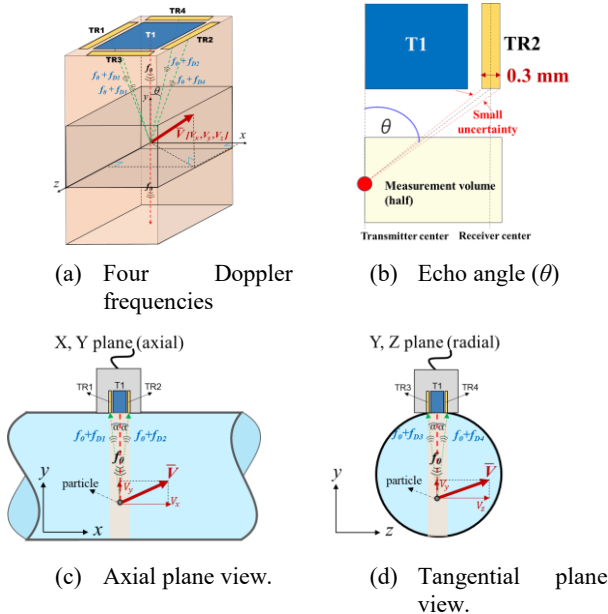 TR4
TR1
T1
TR2
TR3
f0
f0+fD2
f0+fD1
f0+fD4
f0+fD3
θ
y
V̄ [Vx, Vy, Vz]
x
z
f0
(a) Four Doppler
frequencies
T1
TR2
0.3 mm
Small
uncertainty
θ
Measurement volume
(half)
Transmitter center
Receiver center
(b) Echo angle (θ)
X, Y plane (axial)
TR1
T1
TR2
α
α
f0+fD1
f0+fD2
f0
V̄
Vy
particle
Vx
y
x
(c) Axial plane view.
Y, Z plane (radial)
TR3
T1
TR4
α
α
f0+fD3
f0+fD4
f0
V̄
Vy
particle
Vz
y
z
(d) Tangential plane
view.